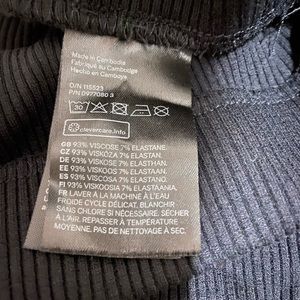 Made in Cambodia
Fabriqué au Cambodge
Hecho en Camboya
O/N 115523
P/N 0977080 3
30
clevercare.info
GB 93% VISCOSE 7% ELASTANE.
CZ 93% VISKÓZA 7% ELASTAN.
DE 93% VISKOSE 7% ELASTAN.
EE 93% VISKOOS 7% ELASTAAN.
ES 93% VISCOSA 7% ELASTANO.
FI 93% VISKOOSIA 7% ELASTAANIA.
FR LAVER À LA MACHINE À L'EAU
FROIDE CYCLE DÉLICAT, BLANCHIR
SANS CHLORE SI NÉCESSAIRE. SÉCHER
À L'AIR. REPASSER À TEMPÉRATURE
MOYENNE. PAS DE NETTOYAGE À SEC.